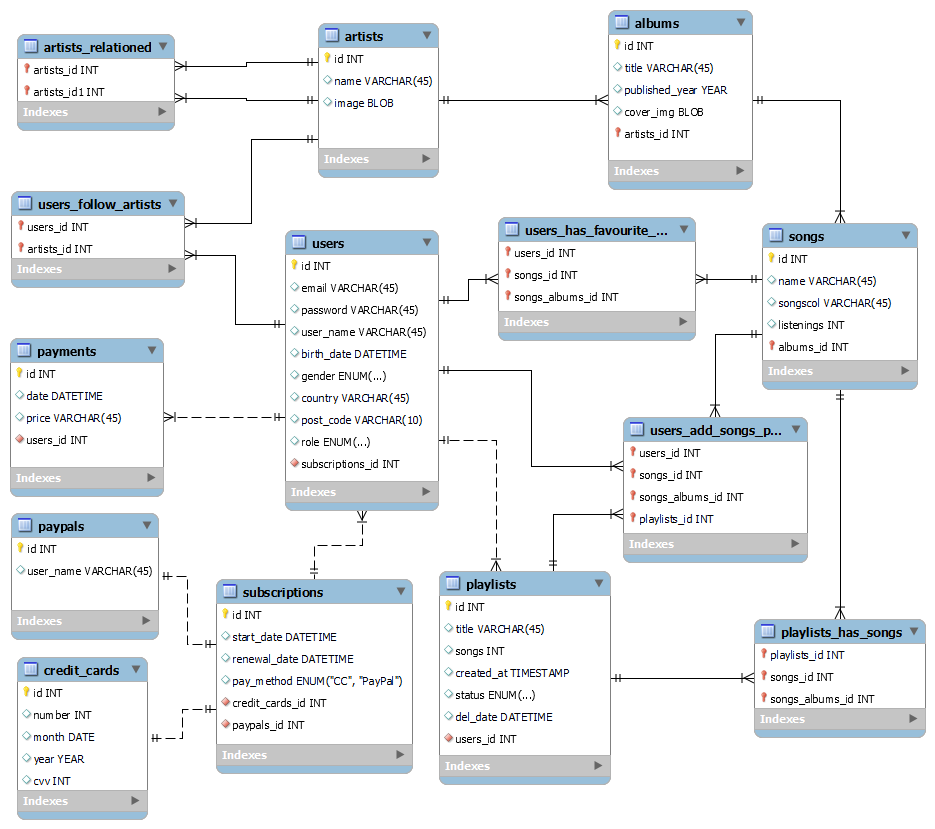 artists_relationed
artists_id INT
artists_id1 INT
Indexes
artists
id INT
name VARCHAR(45)
image BLOB
Indexes
albums
id INT
title VARCHAR(45)
published_year YEAR
cover_img BLOB
artists_id INT
Indexes
users_follow_artists
users_id INT
artists_id INT
Indexes
users
id INT
email VARCHAR(45)
password VARCHAR(45)
user_name VARCHAR(45)
birth_date DATETIME
gender ENUM(...)
country VARCHAR(45)
post_code VARCHAR(10)
role ENUM(...)
subscriptions_id INT
Indexes
users_has_favourite_...
users_id INT
songs_id INT
songs_albums_id INT
Indexes
songs
id INT
name VARCHAR(45)
songscol VARCHAR(45)
listenings INT
albums_id INT
Indexes
payments
id INT
date DATETIME
price VARCHAR(45)
users_id INT
Indexes
users_add_songs_p...
users_id INT
songs_id INT
songs_albums_id INT
playlists_id INT
Indexes
paypals
id INT
user_name VARCHAR(45)
Indexes
subscriptions
id INT
start_date DATETIME
renewal_date DATETIME
pay_method ENUM("CC", "PayPal")
credit_cards_id INT
paypals_id INT
Indexes
playlists
id INT
title VARCHAR(45)
songs INT
created_at TIMESTAMP
status ENUM(...)
del_date DATETIME
users_id INT
Indexes
playlists_has_songs
playlists_id INT
songs_id INT
songs_albums_id INT
Indexes
credit_cards
id INT
number INT
month DATE
year YEAR
cvv INT
Indexes